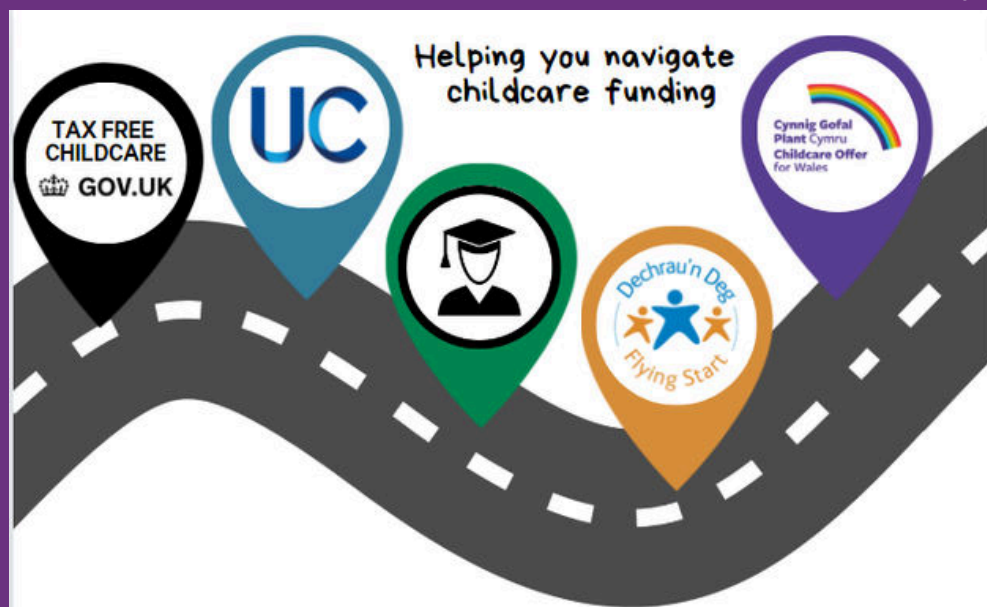 Helping you navigate
childcare funding
TAX FREE
CHILDCARE
GOV.UK
UC
Dechrau'n Deg
Flying Start
Cynnig Gofal
Plant Cymru
Childcare Offer
for Wales